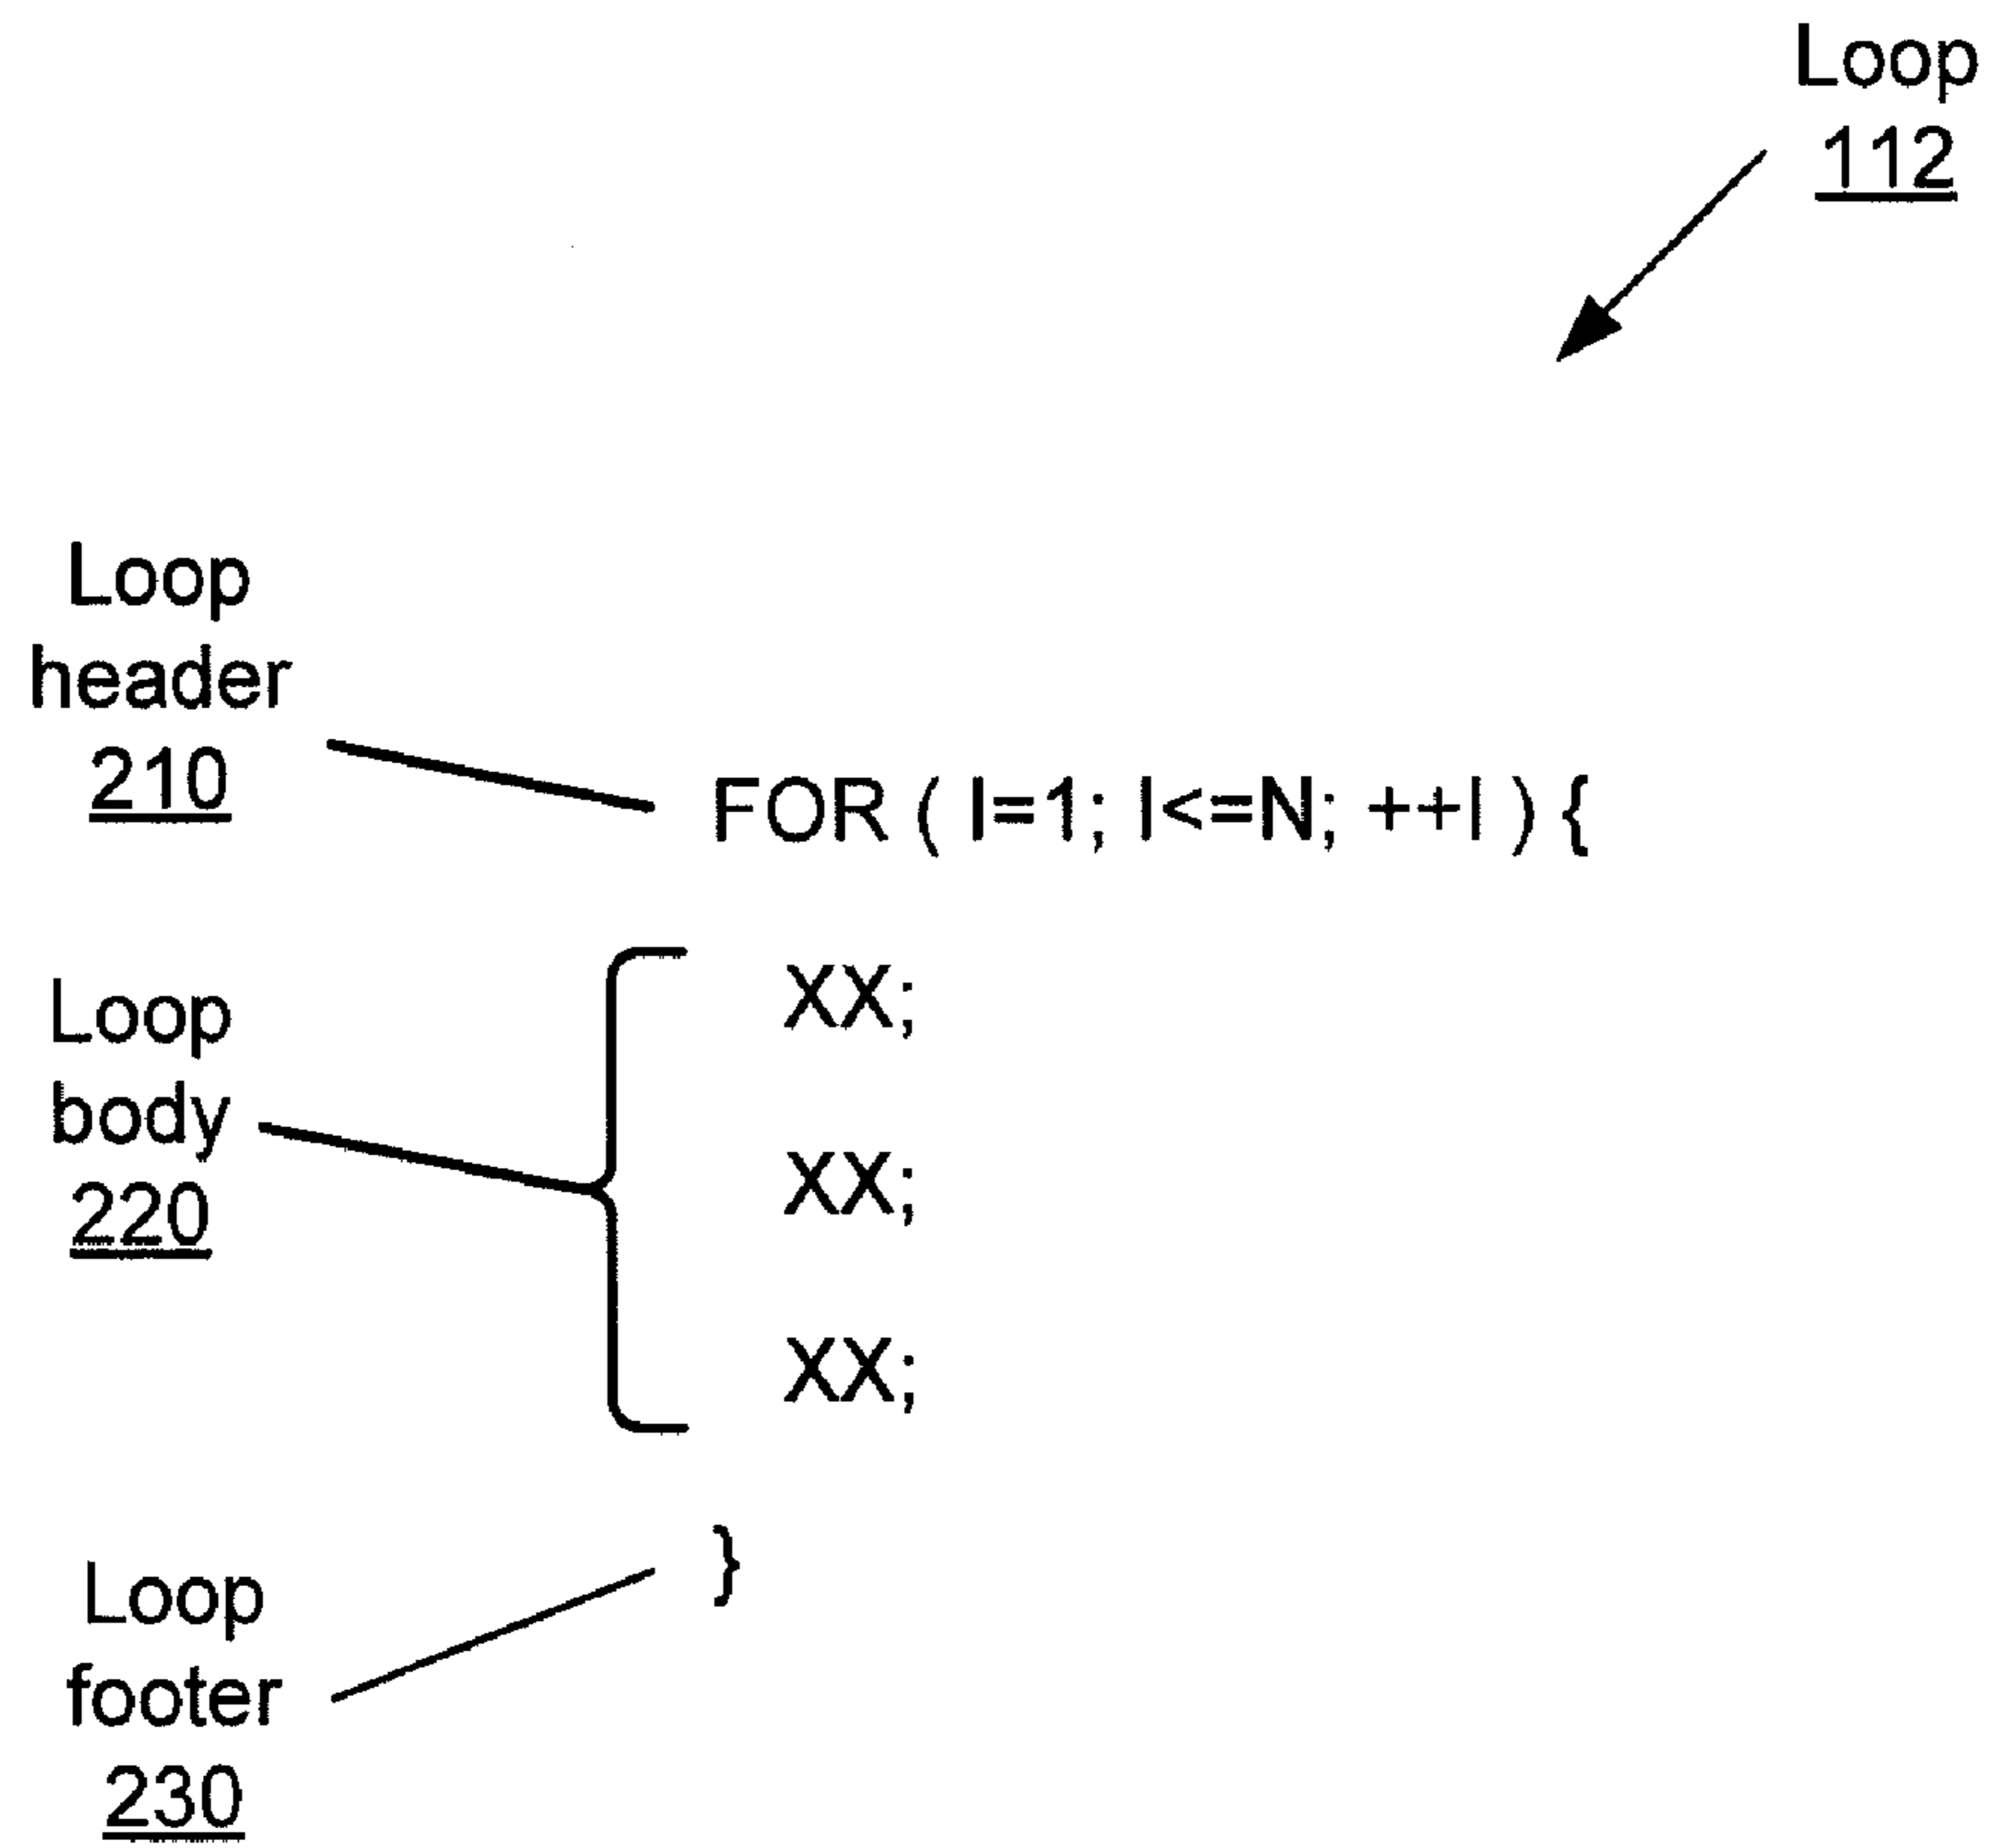 Loop
112
Loop
header
210
FOR ( I=1; I<=N; ++I ) {
XX;
Loop
body
220
XX;
XX;
}
Loop
footer
230